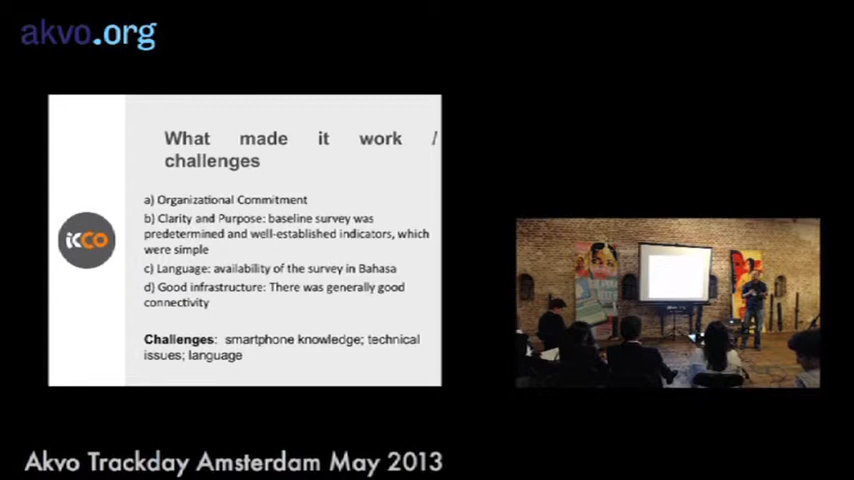 akvo.org
What made it work /
challenges
a) Organizational Commitment
b) Clarity and Purpose: baseline survey was
predetermined and well-established indicators, which
were simple
c) Language: availability of the survey in Bahasa
d) Good infrastructure: There was generally good
connectivity
icco
Challenges: smartphone knowledge; technical
issues; language
Akvo Trackday Amsterdam May 2013